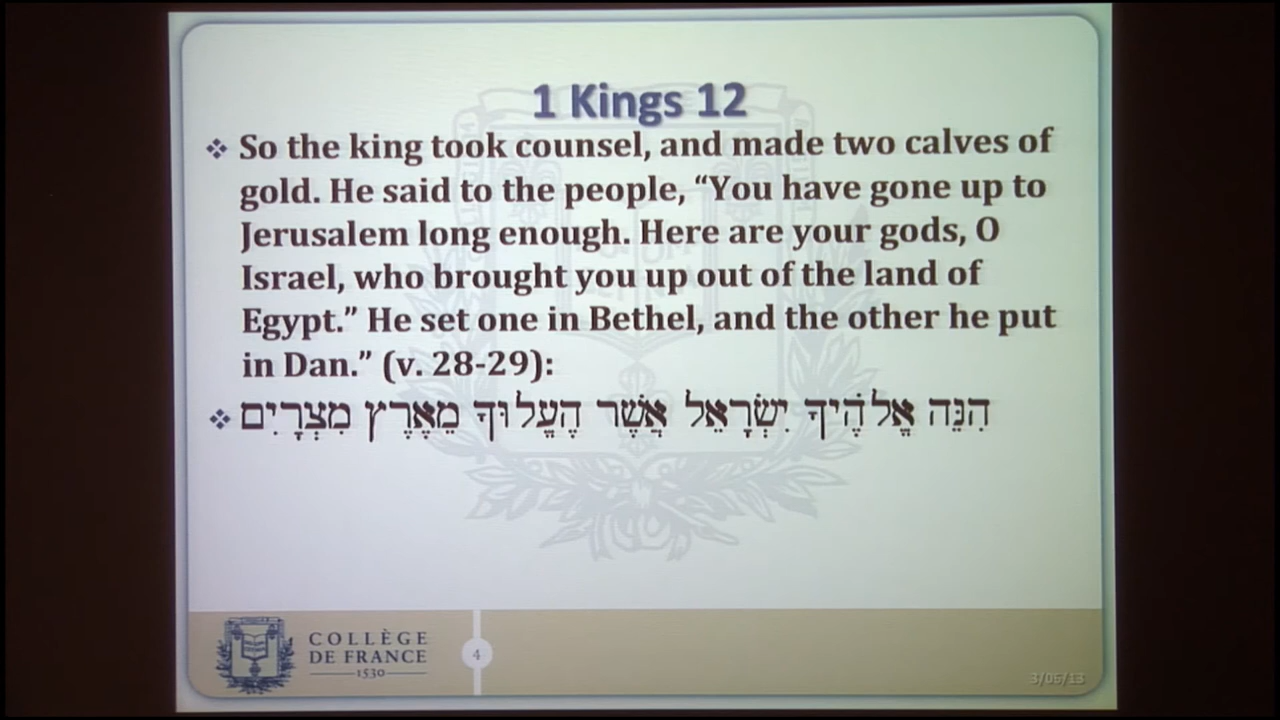 1 Kings 12
❖ So the king took counsel, and made two calves of
gold. He said to the people, “You have gone up to
Jerusalem long enough. Here are your gods, O
Israel, who brought you up out of the land of
Egypt.” He set one in Bethel, and the other he put
in Dan.” (v. 28-29):
❖ הִנֵּה אֱלֹהֶיךָ יִשְׂרָאֵל אֲשֶׁר הֶעֱלוּךָ מֵאֶרֶץ מִצְרָיִם
COLLÈGE
DE FRANCE
1530
4
3/06/13